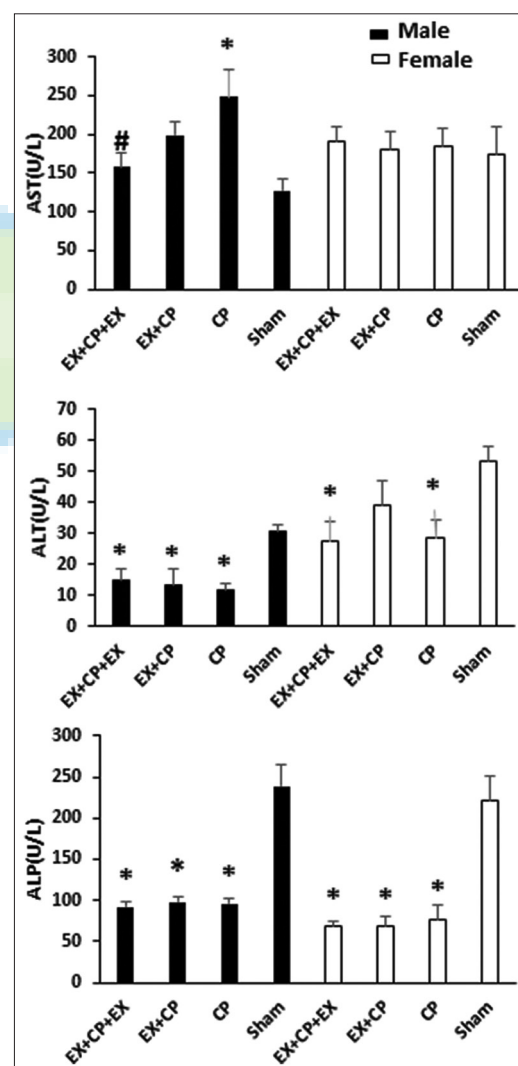 Male
Female
300
250
200
150
100
50
0
AST(U/L)
#
*
EX+CP+EX
EX+CP
CP
Sham
EX+CP+EX
EX+CP
CP
Sham
70
60
50
40
30
20
10
0
ALT(U/L)
*
*
*
*
*
EX+CP+EX
EX+CP
CP
Sham
EX+CP+EX
EX+CP
CP
Sham
300
250
200
150
100
50
0
ALP(U/L)
*
*
*
*
*
*
EX+CP+EX
EX+CP
CP
Sham
EX+CP+EX
EX+CP
CP
Sham